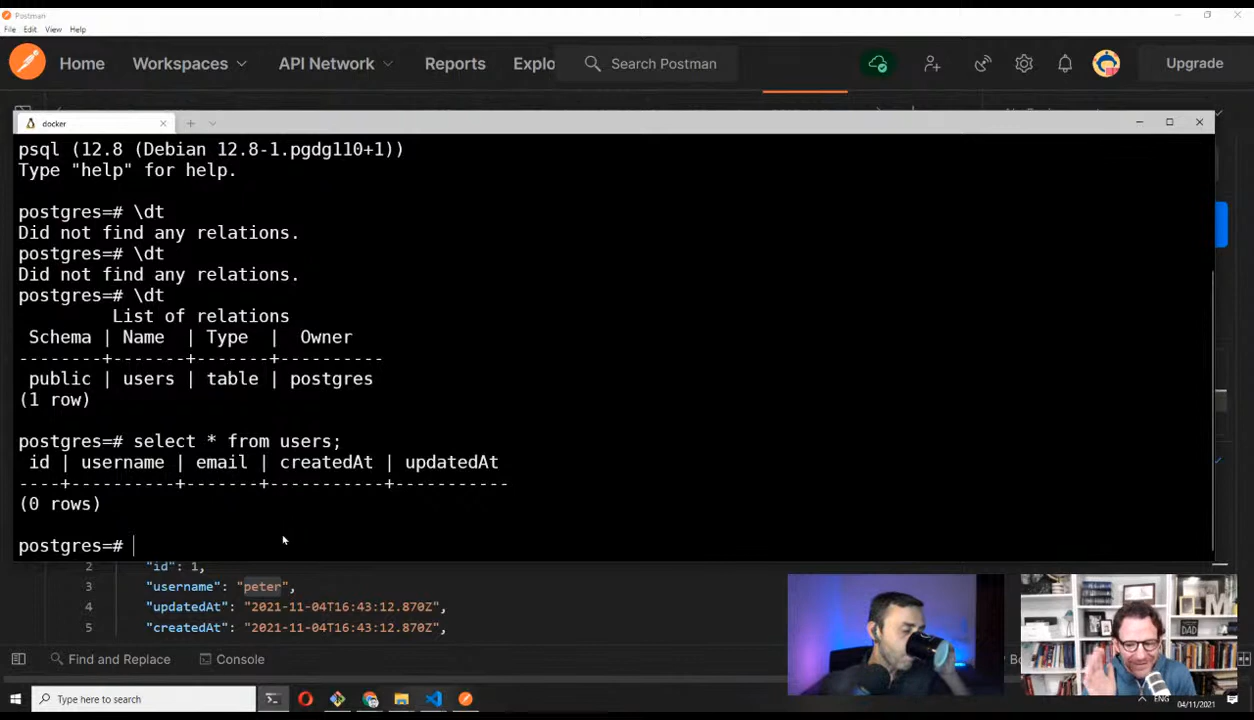 Postman
File Edit View Help
Home Workspaces API Network Reports Explo Search Postman Upgrade
docker
psql (12.8 (Debian 12.8-1.pgdg110+1))
Type "help" for help.
postgres=# \dt
Did not find any relations.
postgres=# \dt
Did not find any relations.
postgres=# \dt
List of relations
Schema | Name | Type | Owner
--------+-------+-------+----------
public | users | table | postgres
(1 row)
postgres=# select * from users;
id | username | email | createdAt | updatedAt
----+----------+-------+-----------+-----------
(0 rows)
postgres=#
2 "id": 1,
3 "username": "peter",
4 "updatedAt": "2021-11-04T16:43:12.870Z",
5 "createdAt": "2021-11-04T16:43:12.870Z",
Find and Replace Console
DAD
Type here to search
ENG
04/11/2021